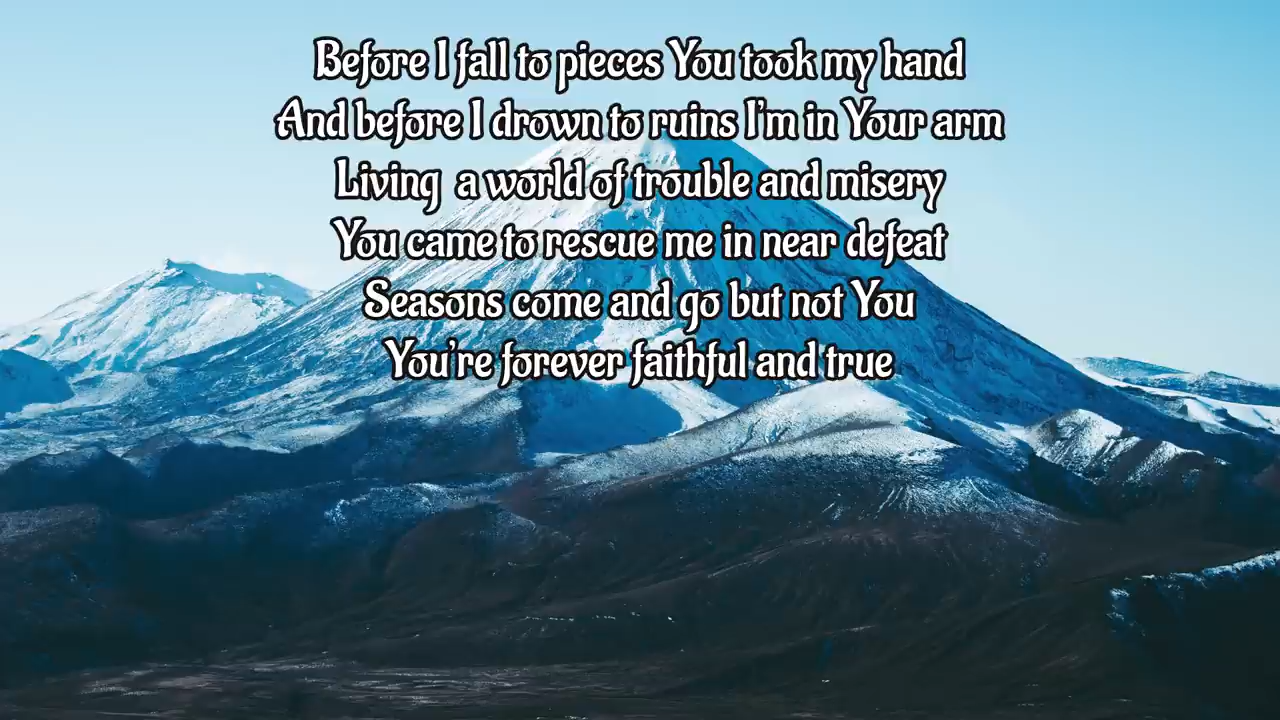 Before I fall to pieces You took my hand
And before I drown to ruins I'm in Your arm
Living  a world of trouble and misery
You came to rescue me in near defeat
Seasons come and go but not You
You're forever faithful and true